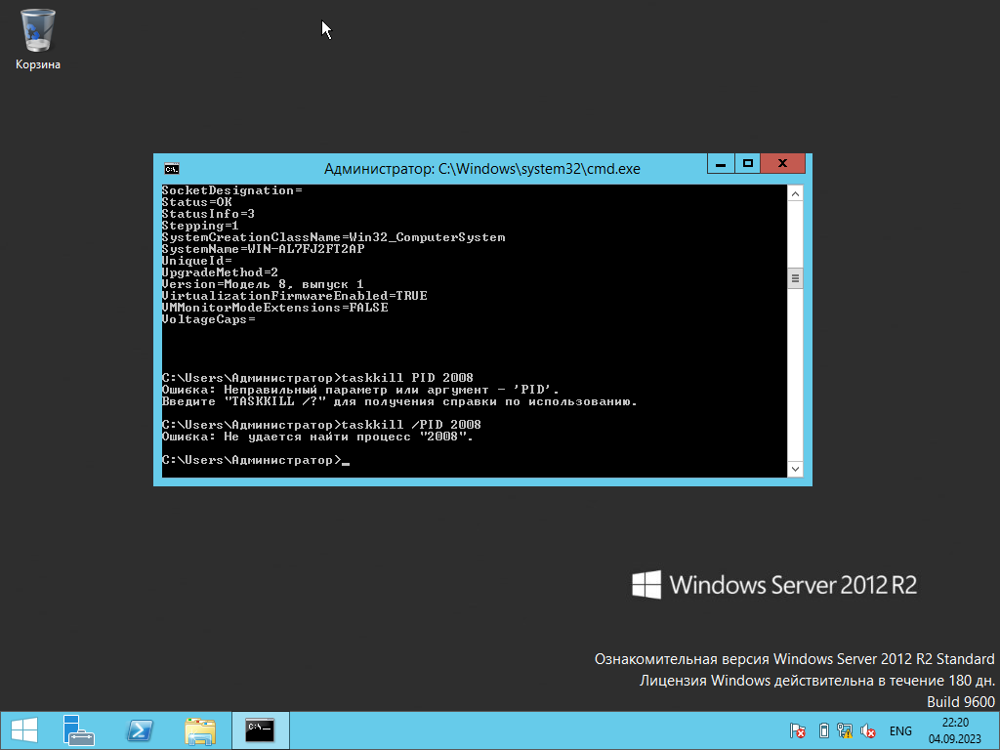 Корзина
Администратор: C:\Windows\system32\cmd.exe
SocketDesignation=
Status=OK
StatusInfo=3
Stepping=1
SystemCreationClassName=Win32_ComputerSystem
SystemName=WIN-AL7FJ2FT2AP
UniqueId=
UpgradeMethod=2
Version=Модель 8, выпуск 1
VirtualizationFirmwareEnabled=TRUE
VMMonitorModeExtensions=FALSE
VoltageCaps=
C:\Users\Администратор>taskkill PID 2008
Ошибка: Неправильный параметр или аргумент - 'PID'.
Введите "TASKKILL /?" для получения справки по использованию.
C:\Users\Администратор>taskkill /PID 2008
Ошибка: Не удается найти процесс "2008".
C:\Users\Администратор>_
Windows Server 2012 R2
Ознакомительная версия Windows Server 2012 R2 Standard
Лицензия Windows действительна в течение 180 дн.
Build 9600
ENG
22:20
04.09.2023